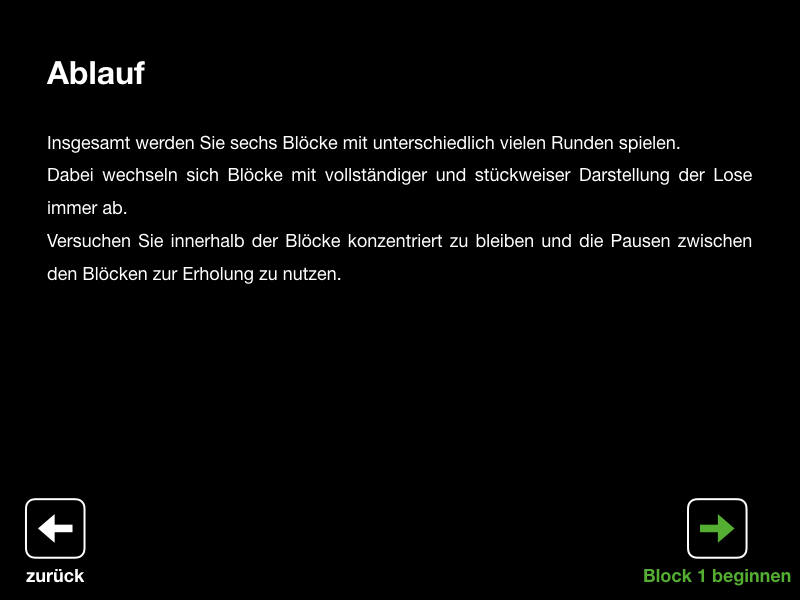 Ablauf
Insgesamt werden Sie sechs Blöcke mit unterschiedlich vielen Runden spielen.
Dabei wechseln sich Blöcke mit vollständiger und stückweiser Darstellung der Lose
immer ab.
Versuchen Sie innerhalb der Blöcke konzentriert zu bleiben und die Pausen zwischen
den Blöcken zur Erholung zu nutzen.
zurück
Block 1 beginnen